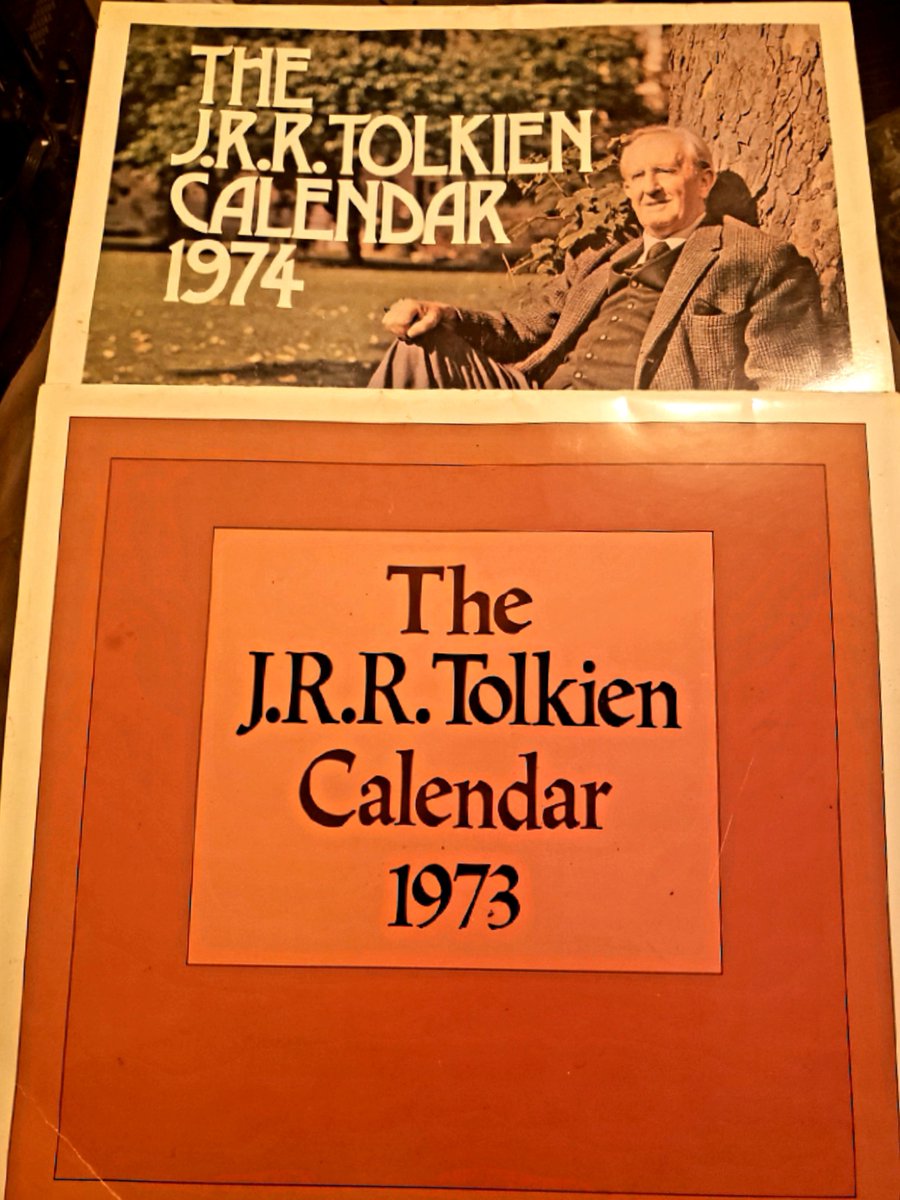 THE
J.R.R. TOLKIEN
CALENDAR
1974
The
J.R.R. Tolkien
Calendar
1973